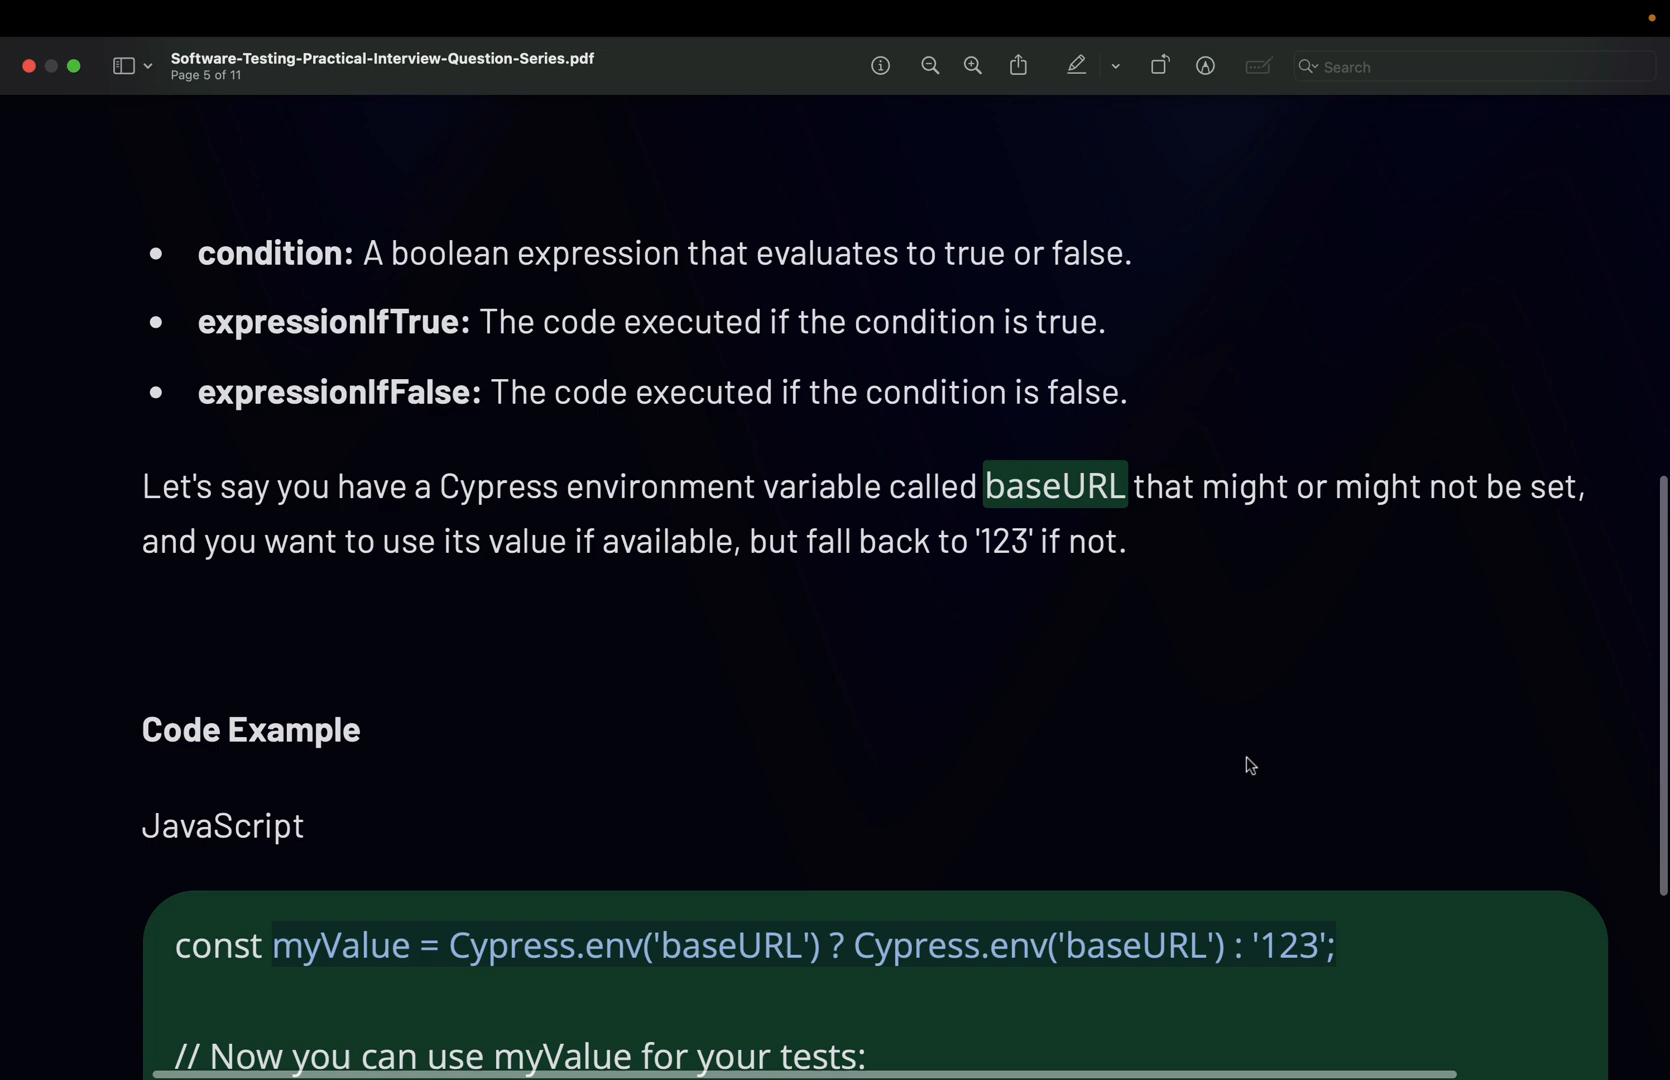 Software-Testing-Practical-Interview-Question-Series.pdf
Page 5 of 11
Search
• condition: A boolean expression that evaluates to true or false.
• expressionIfTrue: The code executed if the condition is true.
• expressionIfFalse: The code executed if the condition is false.
Let's say you have a Cypress environment variable called baseURL that might or might not be set,
and you want to use its value if available, but fall back to '123' if not.
Code Example
JavaScript
const myValue = Cypress.env('baseURL') ? Cypress.env('baseURL') : '123';
// Now you can use myValue for your tests: